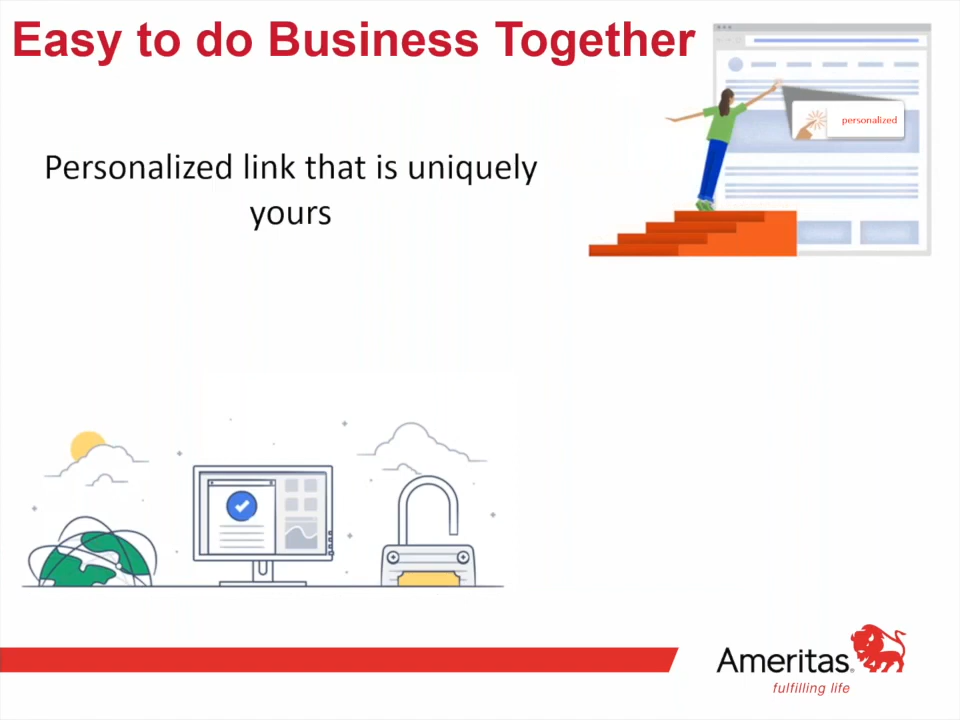 Easy to do Business Together
personalized
Personalized link that is uniquely
yours
Ameritas®
fulfilling life